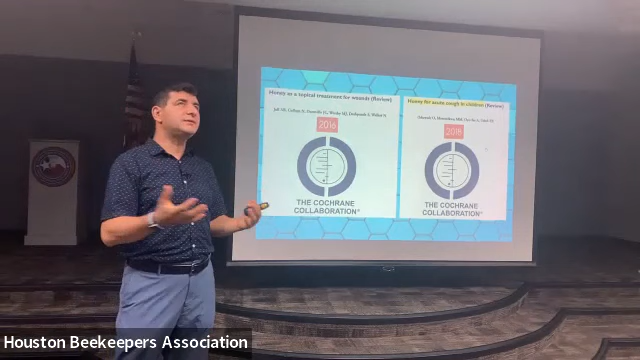 Honey as a topical treatment for wounds (Review)
2016
THE COCHRANE
COLLABORATION®
Honey for acute cough in children (Review)
2018
THE COCHRANE
COLLABORATION®
Houston Beekeepers Association